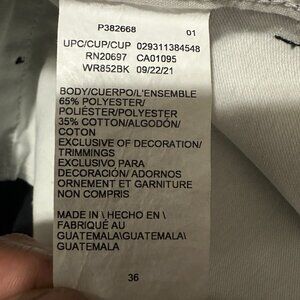 P382668 01
UPC/CUP/CUP 029311384548
RN20697 CA01095
WR852BK 09/22/21
BODY/CUERPO/L'ENSEMBLE
65% POLYESTER/
POLIÉSTER/POLYESTER
35% COTTON/ALGODÓN/
COTON
EXCLUSIVE OF DECORATION/
TRIMMINGS
EXCLUSIVO PARA
DECORACIÓN/ ADORNOS
ORNEMENT ET GARNITURE
NON COMPRIS
MADE IN \ HECHO EN \
FABRIQUÉ AU
GUATEMALA\GUATEMALA\
GUATEMALA
36